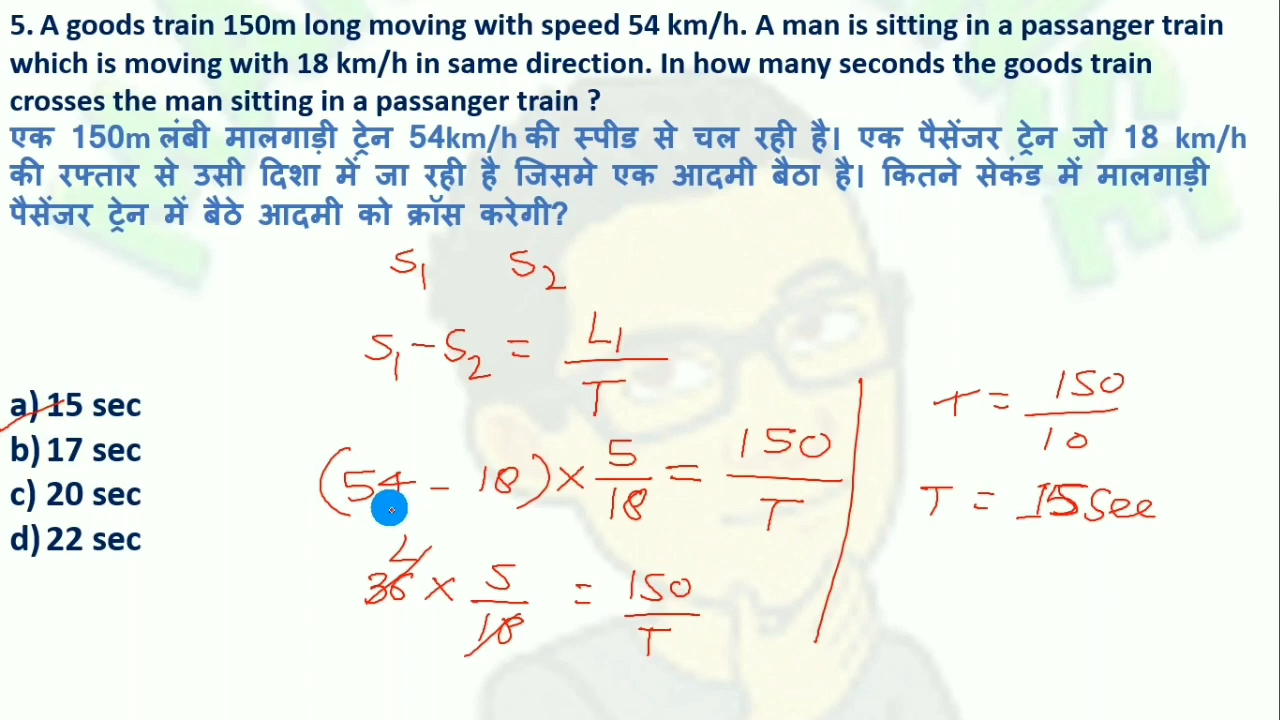 5. A goods train 150m long moving with speed 54 km/h. A man is sitting in a passanger train
which is moving with 18 km/h in same direction. In how many seconds the goods train
crosses the man sitting in a passanger train ?
एक 150m लंबी मालगाड़ी ट्रेन 54km/h की स्पीड से चल रही है। एक पैसेंजर ट्रेन जो 18 km/h
की रफ्तार से उसी दिशा में जा रही है जिसमे एक आदमी बैठा है। कितने सेकंड में मालगाड़ी
पैसेंजर ट्रेन में बैठे आदमी को क्रॉस करेगी?
S1 S2
S1 - S2 = L1/T
(54 - 18) × 5/18 = 150/T
36 × 5/18 = 150/T
T = 150/10
T = 15 Sec
a) 15 sec
b) 17 sec
c) 20 sec
d) 22 sec